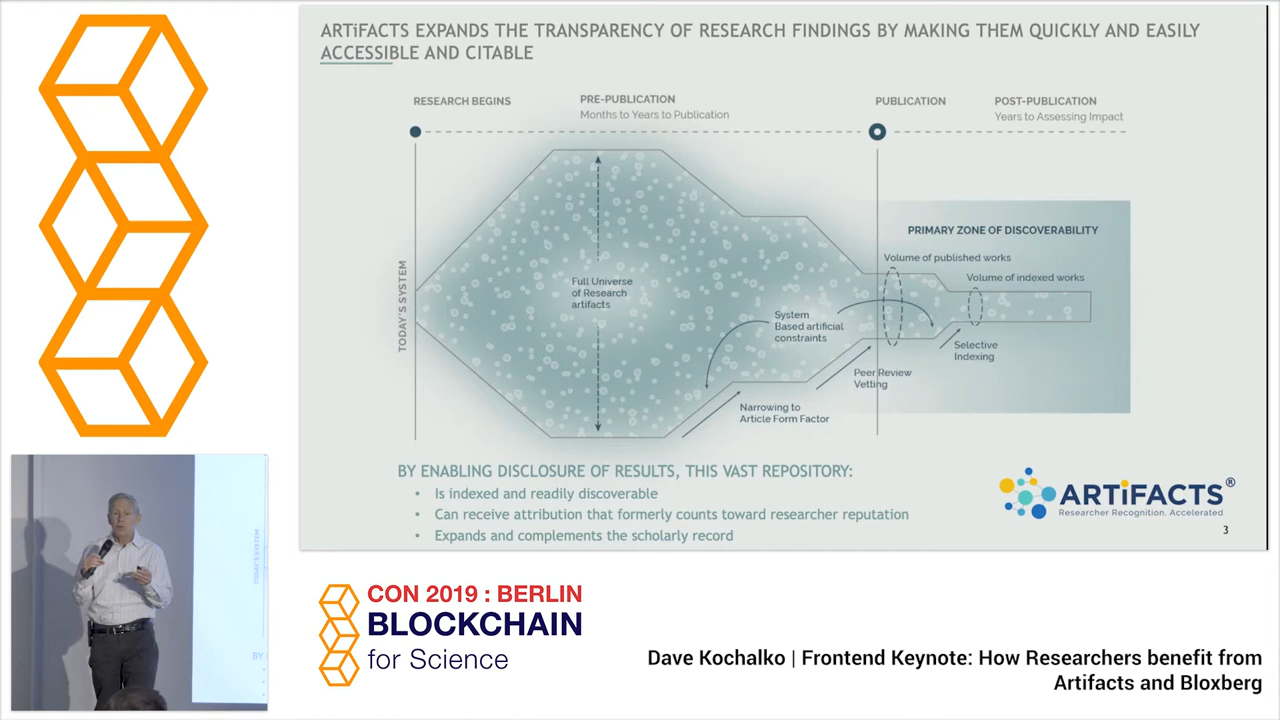 ARTiFACTS EXPANDS THE TRANSPARENCY OF RESEARCH FINDINGS BY MAKING THEM QUICKLY AND EASILY
ACCESSIBLE AND CITABLE
RESEARCH BEGINS
PRE-PUBLICATION
Months to Years to Publication
PUBLICATION
POST-PUBLICATION
Years to Assessing Impact
TODAY'S SYSTEM
PRIMARY ZONE OF DISCOVERABILITY
Volume of published works
Volume of indexed works
Full Universe
of Research
artifacts
System
Based artificial
constraints
Selective
Indexing
Peer Review
Vetting
Narrowing to
Article Form Factor
BY ENABLING DISCLOSURE OF RESULTS, THIS VAST REPOSITORY:
• Is indexed and readily discoverable
• Can receive attribution that formerly counts toward researcher reputation
• Expands and complements the scholarly record
ARTiFACTS®
Researcher Recognition. Accelerated
3
TODAY'S SYSTEM
BY
CON 2019 : BERLIN
BLOCKCHAIN
for Science
Dave Kochalko | Frontend Keynote: How Researchers benefit from
Artifacts and Bloxberg